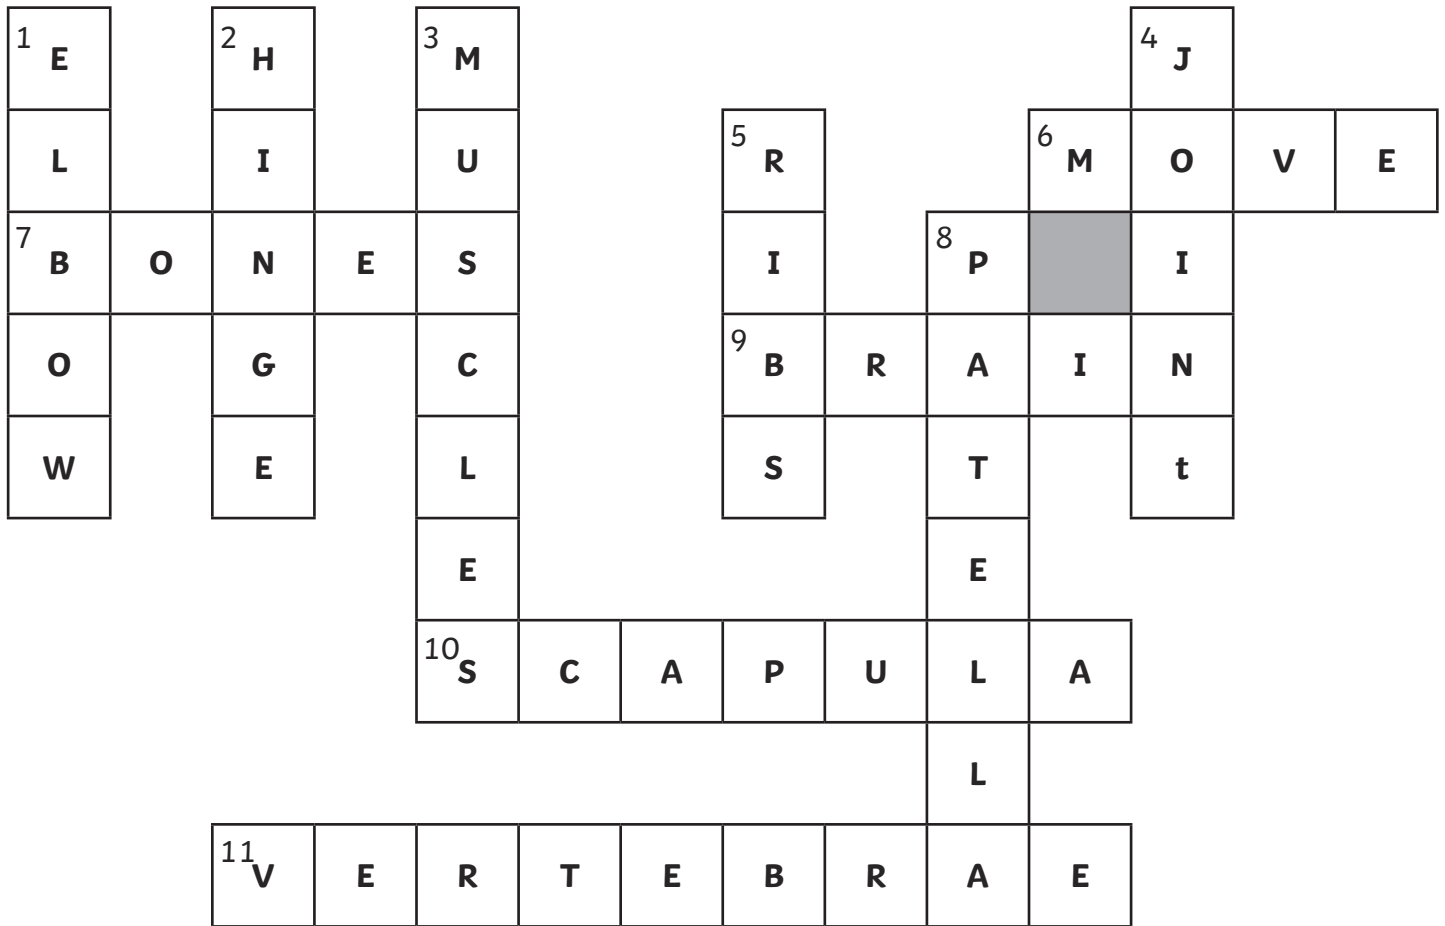 1 E 2 H 3 M 4 J
L I U 5 R 6 M O V E
7 B O N E S I 8 P I
O G C 9 B R A I N
W E L S T t
E E
10 S C A P U L A
L
11 V E R T E B R A E